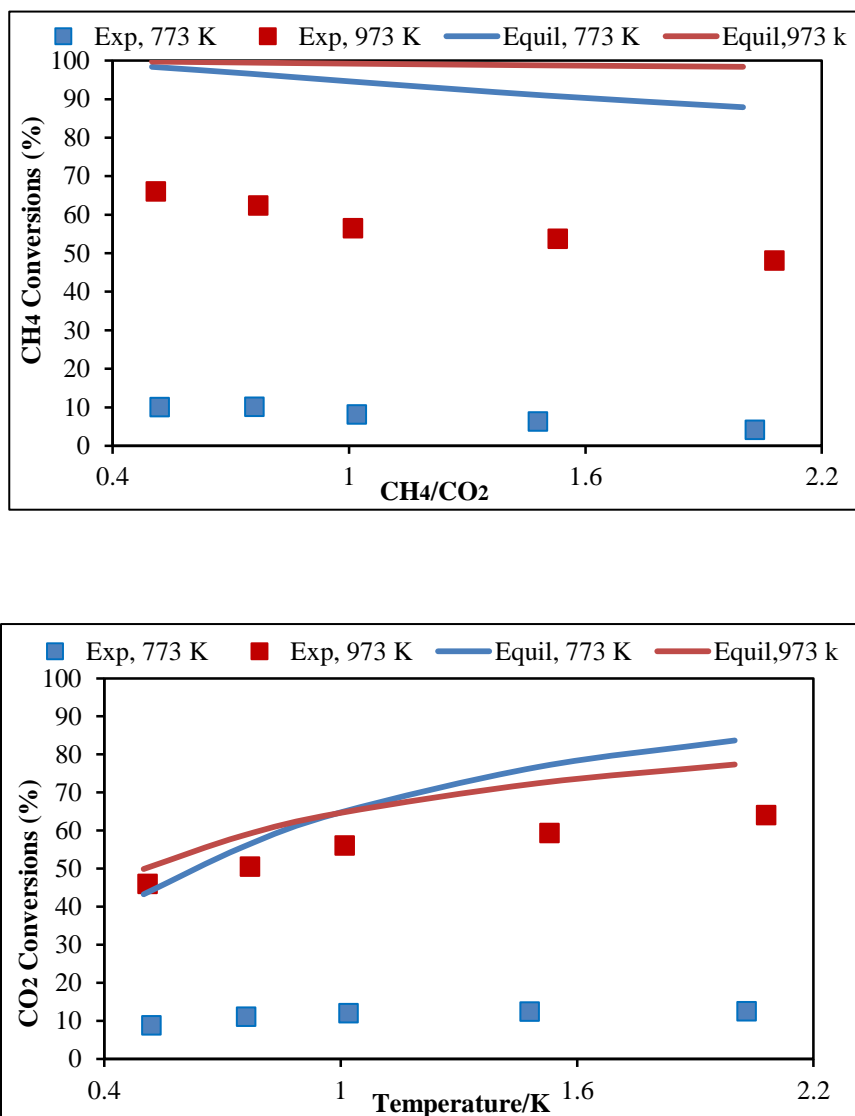 Exp, 773 K Exp, 973 K Equil, 773 K Equil,973 k
100
90
80
70
60
50
40
30
20
10
0
CH4 Conversions (%)
0.4 1 1.6 2.2
CH4/CO2
Exp, 773 K Exp, 973 K Equil, 773 K Equil,973 k
100
90
80
70
60
50
40
30
20
10
0
CO2 Conversions (%)
0.4 1 1.6 2.2
Temperature/K